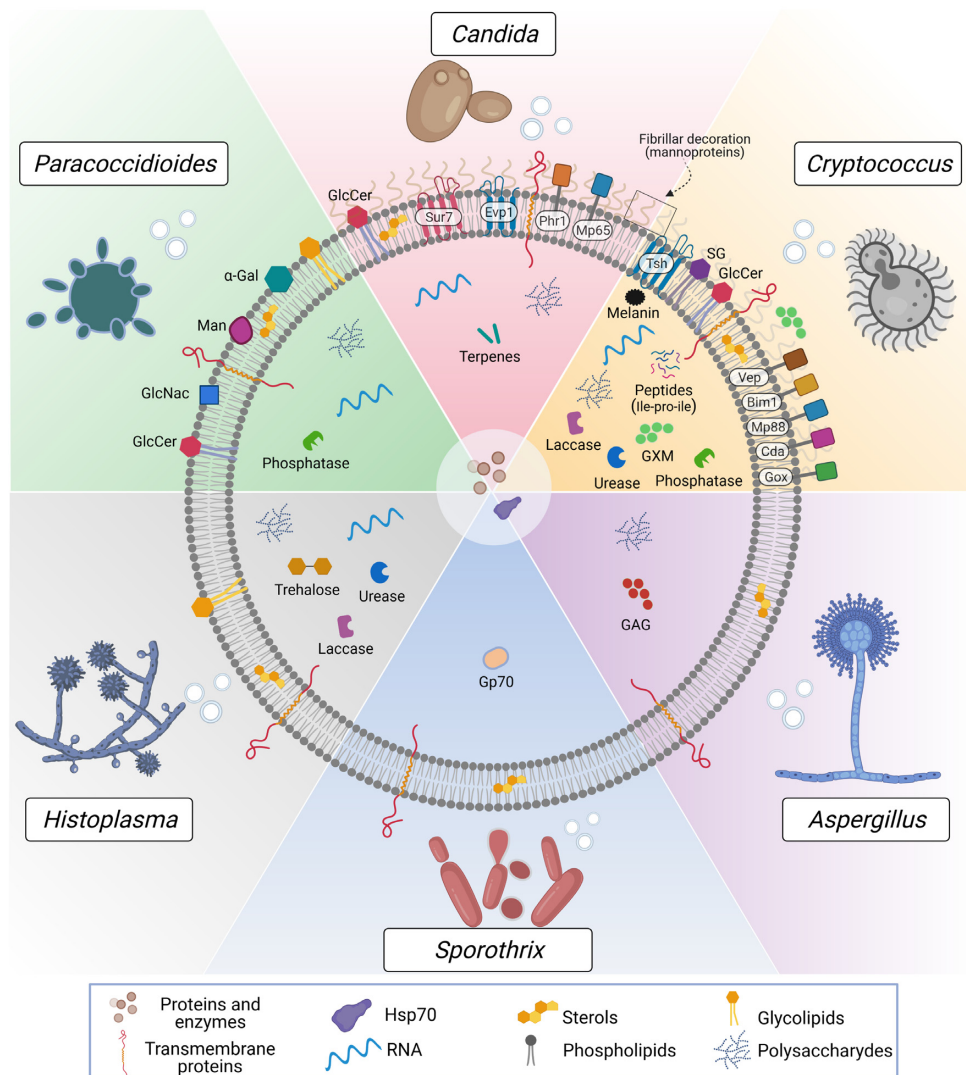 Candida
Fibrillar decoration
(mannoproteins)
Paracoccidioides
Cryptococcus
GlcCer
Sur7
Evp1
Phr1
Mp65
Tsh
SG
GlcCer
α-Gal
Man
GlcNac
GlcCer
Melanin
Terpenes
Peptides
(Ile-pro-ile)
Vep
Bim1
Mp88
Cda
Gox
Laccase
GXM
Urease
Phosphatase
Phosphatase
Trehalose
Urease
Laccase
GAG
Gp70
Histoplasma
Aspergillus
Sporothrix
Proteins and
enzymes
Hsp70
Sterols
Glycolipids
Transmembrane
proteins
RNA
Phospholipids
Polysaccharydes